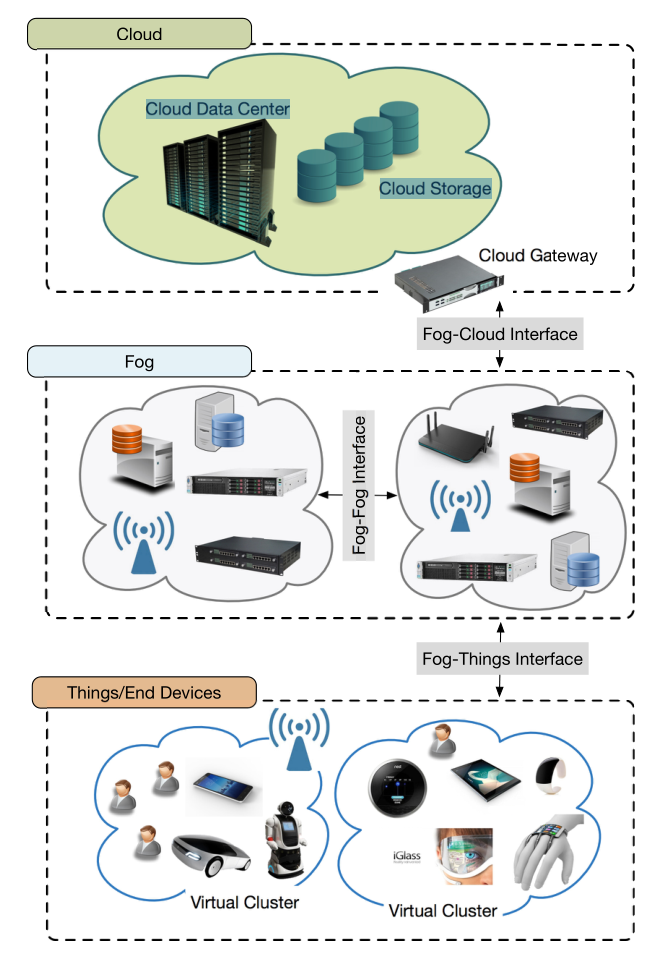 Cloud
Cloud Data Center
Cloud Storage
Cloud Gateway
Fog-Cloud Interface
Fog
Fog-Fog Interface
Fog-Things Interface
Things/End Devices
nest
iGlass
Virtual Cluster
Virtual Cluster